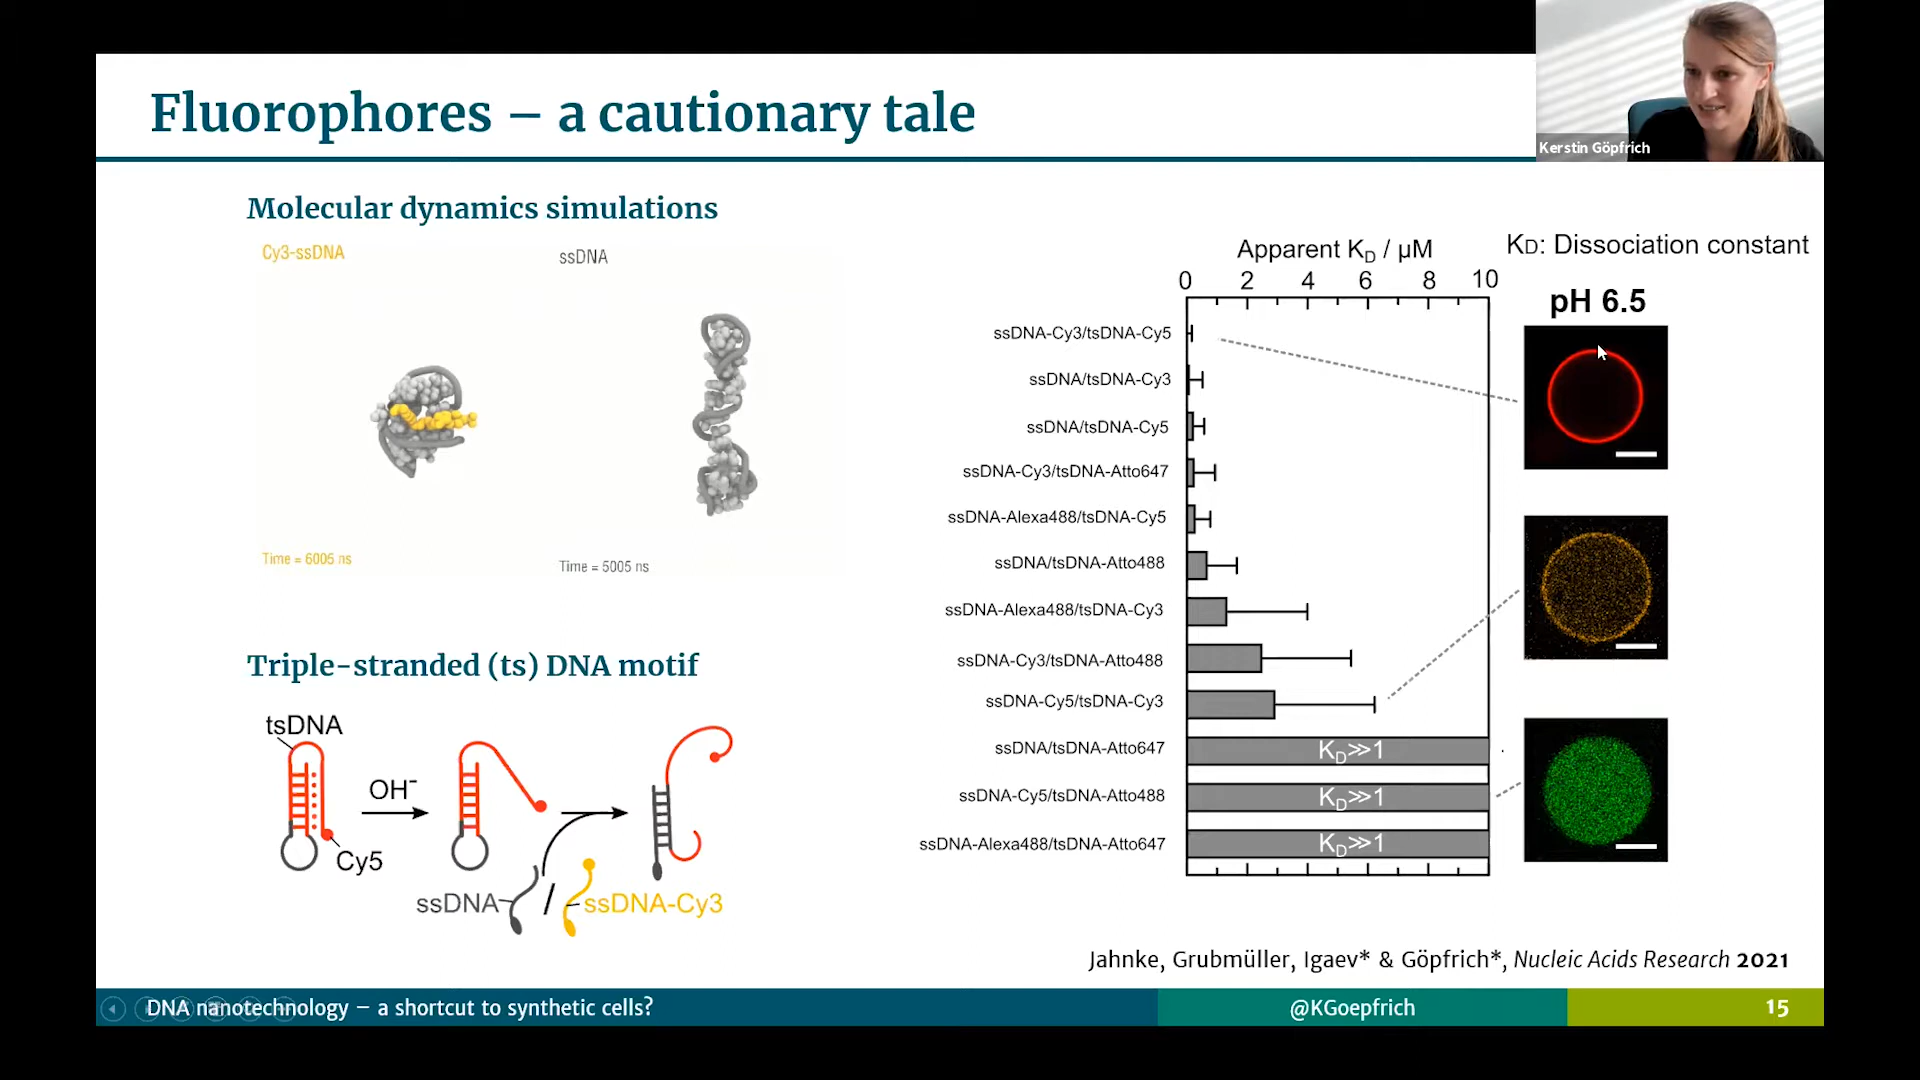 Fluorophores – a cautionary tale
Kerstin Göpfrich
Molecular dynamics simulations
Cy3-ssDNA
ssDNA
Time = 6005 ns
Time = 5005 ns
Triple-stranded (ts) DNA motif
tsDNA
OH⁻
Cy5
ssDNA
/
ssDNA-Cy3
Apparent K_D / μM
0 2 4 6 8 10
ssDNA-Cy3/tsDNA-Cy5
ssDNA/tsDNA-Cy3
ssDNA/tsDNA-Cy5
ssDNA-Cy3/tsDNA-Atto647
ssDNA-Alexa488/tsDNA-Cy5
ssDNA/tsDNA-Atto488
ssDNA-Alexa488/tsDNA-Cy3
ssDNA-Cy3/tsDNA-Atto488
ssDNA-Cy5/tsDNA-Cy3
ssDNA/tsDNA-Atto647
K_D≫1
ssDNA-Cy5/tsDNA-Atto488
K_D≫1
ssDNA-Alexa488/tsDNA-Atto647
K_D≫1
KD: Dissociation constant
pH 6.5
Jahnke, Grubmüller, Igaev* & Göpfrich*, Nucleic Acids Research 2021
DNA nanotechnology – a shortcut to synthetic cells?
@KGoepfrich
15